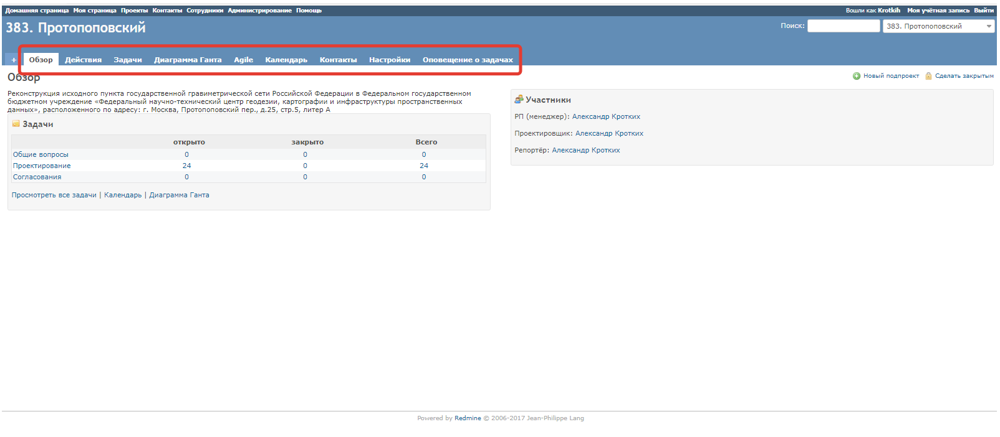 Домашняя страница Моя страница Проекты Контакты Сотрудники Администрирование Помощь
Вошли как Krotkih Моя учётная запись Выйти
383. Протопоповский
Поиск:
383. Протопоповский
+ Обзор Действия Задачи Диаграмма Ганта Agile Календарь Контакты Настройки Оповещение о задачах
Обзор
Новый подпроект Сделать закрытым
Реконструкция исходного пункта государственной гравиметрической сети Российской Федерации в Федеральном государственном
бюджетном учреждение «Федеральный научно-технический центр геодезии, картографии и инфраструктуры пространственных
данных», расположенного по адресу: г. Москва, Протопоповский пер., д.25, стр.5, литер А
Задачи
открыто закрыто Всего
Общие вопросы 0 0 0
Проектирование 24 0 24
Согласования 0 0 0
Просмотреть все задачи | Календарь | Диаграмма Ганта
Участники
РП (менеджер): Александр Кротких
Проектировщик: Александр Кротких
Репортёр: Александр Кротких
Powered by Redmine © 2006-2017 Jean-Philippe Lang